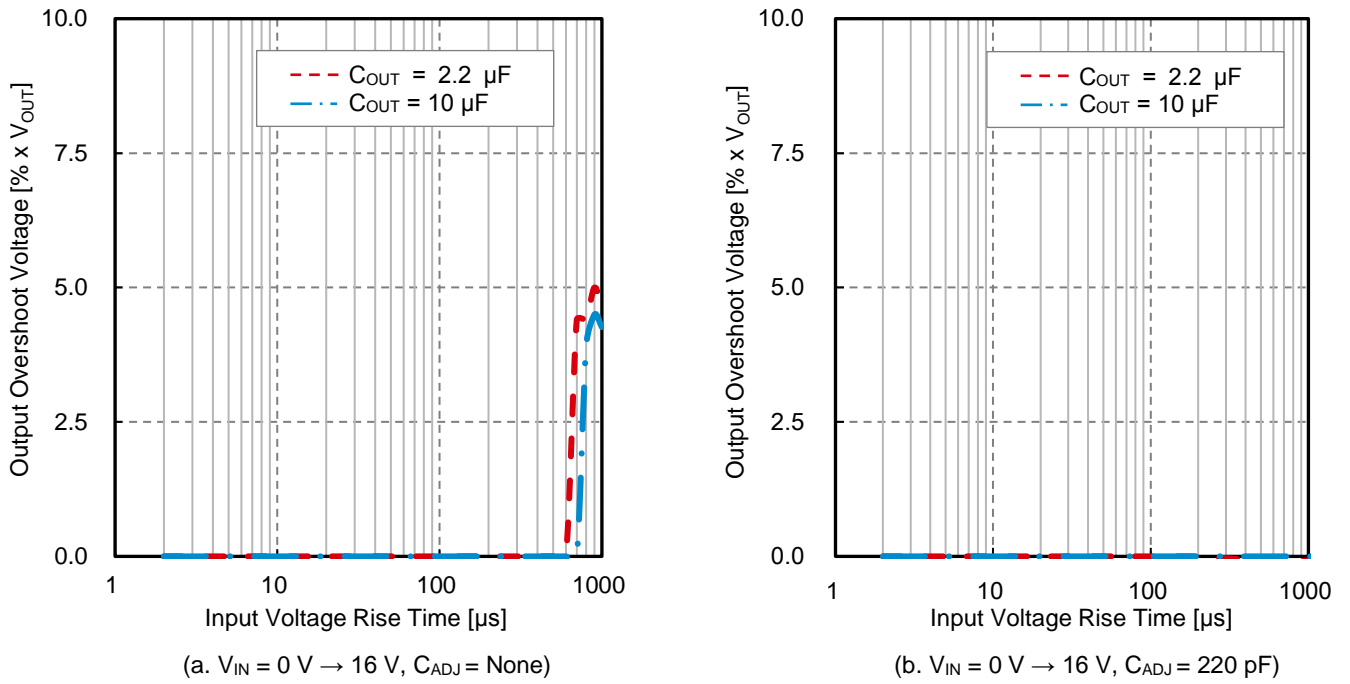 10.0
7.5
5.0
2.5
0.0
Output Overshoot Voltage [% x VOUT]
COUT = 2.2 µF
COUT = 10 µF
1 10 100 1000
Input Voltage Rise Time [µs]
(a. VIN = 0 V → 16 V, CADJ = None)
10.0
7.5
5.0
2.5
0.0
Output Overshoot Voltage [% x VOUT]
COUT = 2.2 µF
COUT = 10 µF
1 10 100 1000
Input Voltage Rise Time [µs]
(b. VIN = 0 V → 16 V, CADJ = 220 pF)